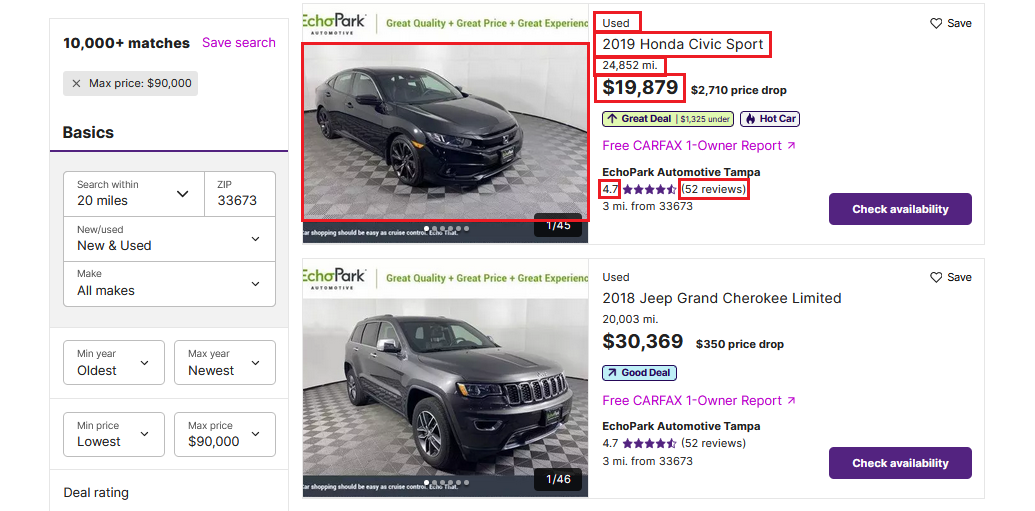 10,000+ matches
Save search
Max price: $90,000
Basics
Search within
20 miles
ZIP
33673
New/used
New & Used
Make
All makes
Min year
Oldest
Max year
Newest
Min price
Lowest
Max price
$90,000
Deal rating
EchoPark
AUTOMOTIVE
Great Quality + Great Price + Great Experienc
Car shopping should be as easy as cruise control. Echo That.
1/45
Used
Save
2019 Honda Civic Sport
24,852 mi.
$19,879
$2,710 price drop
Great Deal | $1,325 under
Hot Car
Free CARFAX 1-Owner Report
EchoPark Automotive Tampa
4.7 (52 reviews)
3 mi. from 33673
Check availability
EchoPark
AUTOMOTIVE
Great Quality + Great Price + Great Experienc
Car shopping should be as easy as cruise control. Echo That.
1/46
Used
Save
2018 Jeep Grand Cherokee Limited
20,003 mi.
$30,369
$350 price drop
Good Deal
Free CARFAX 1-Owner Report
EchoPark Automotive Tampa
4.7 (52 reviews)
3 mi. from 33673
Check availability